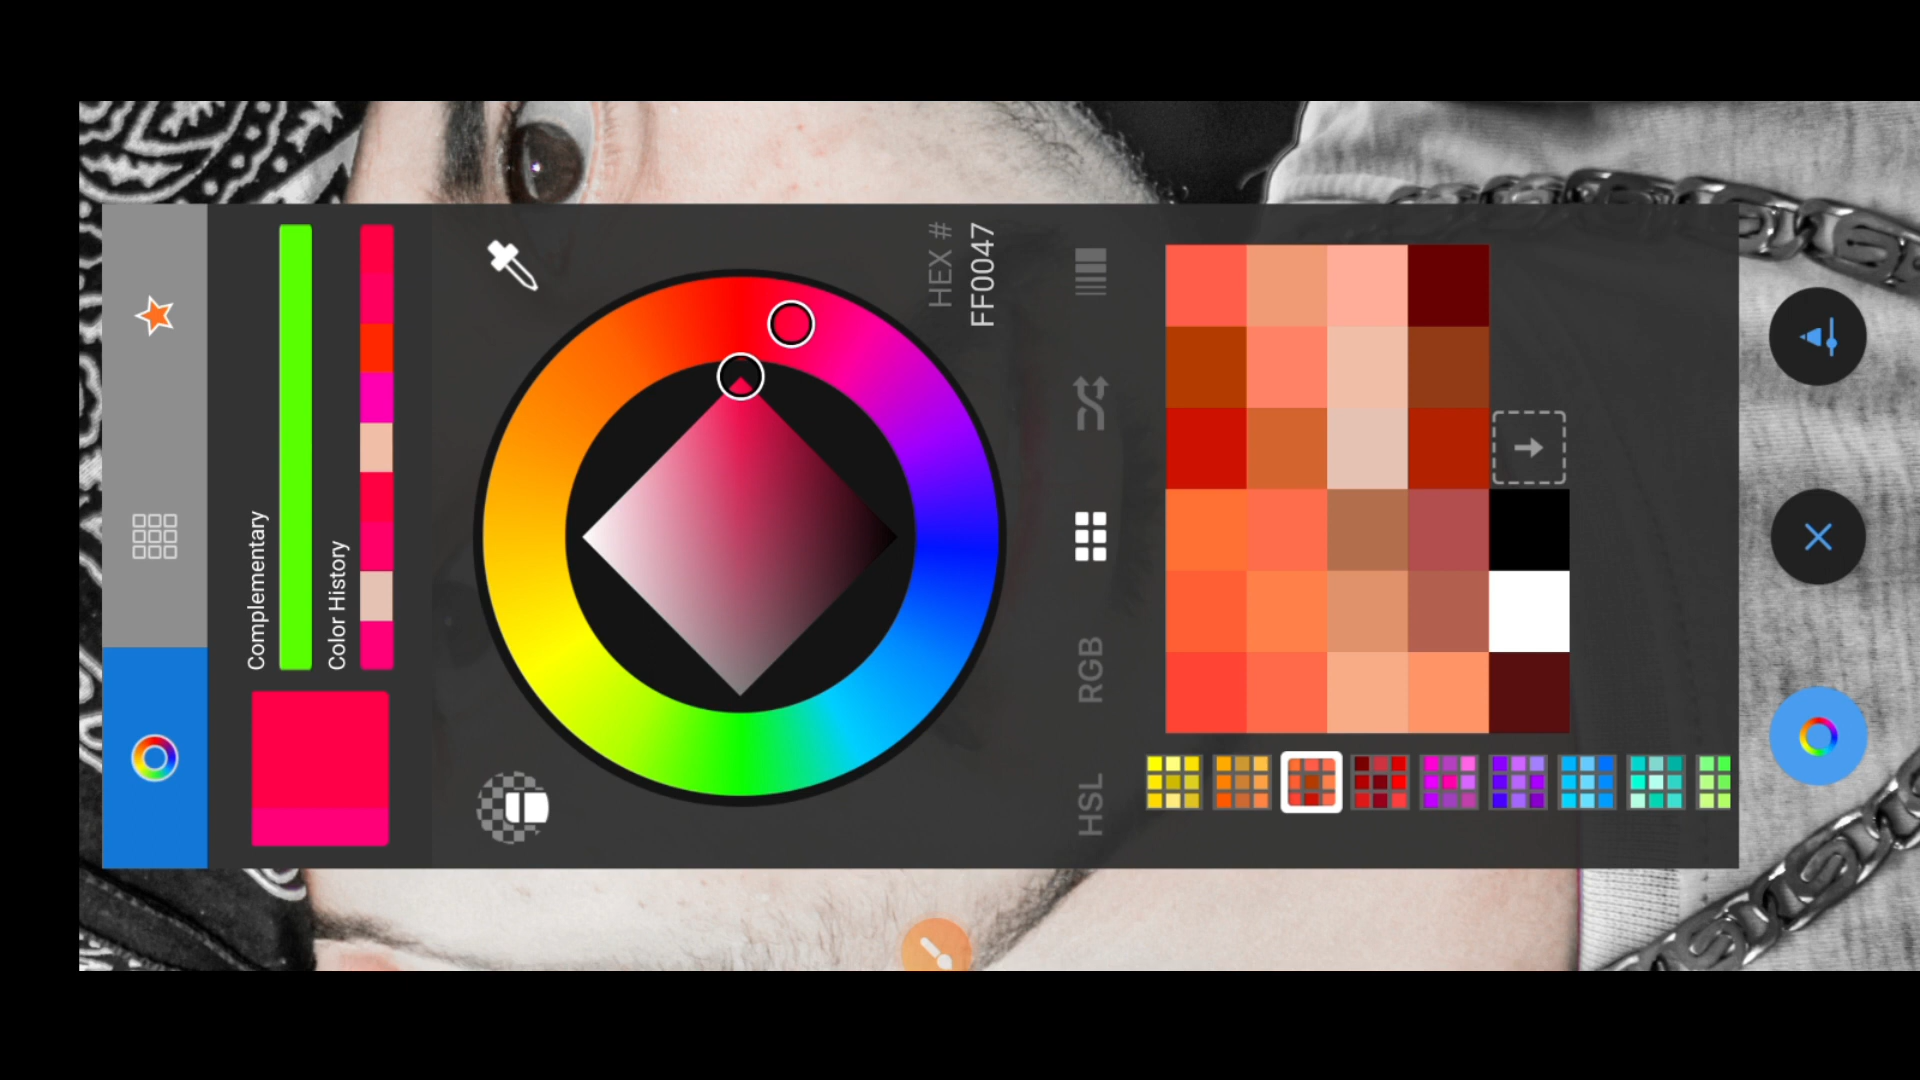 Complementary
Color History
HEX #
FF0047
HSL
RGB